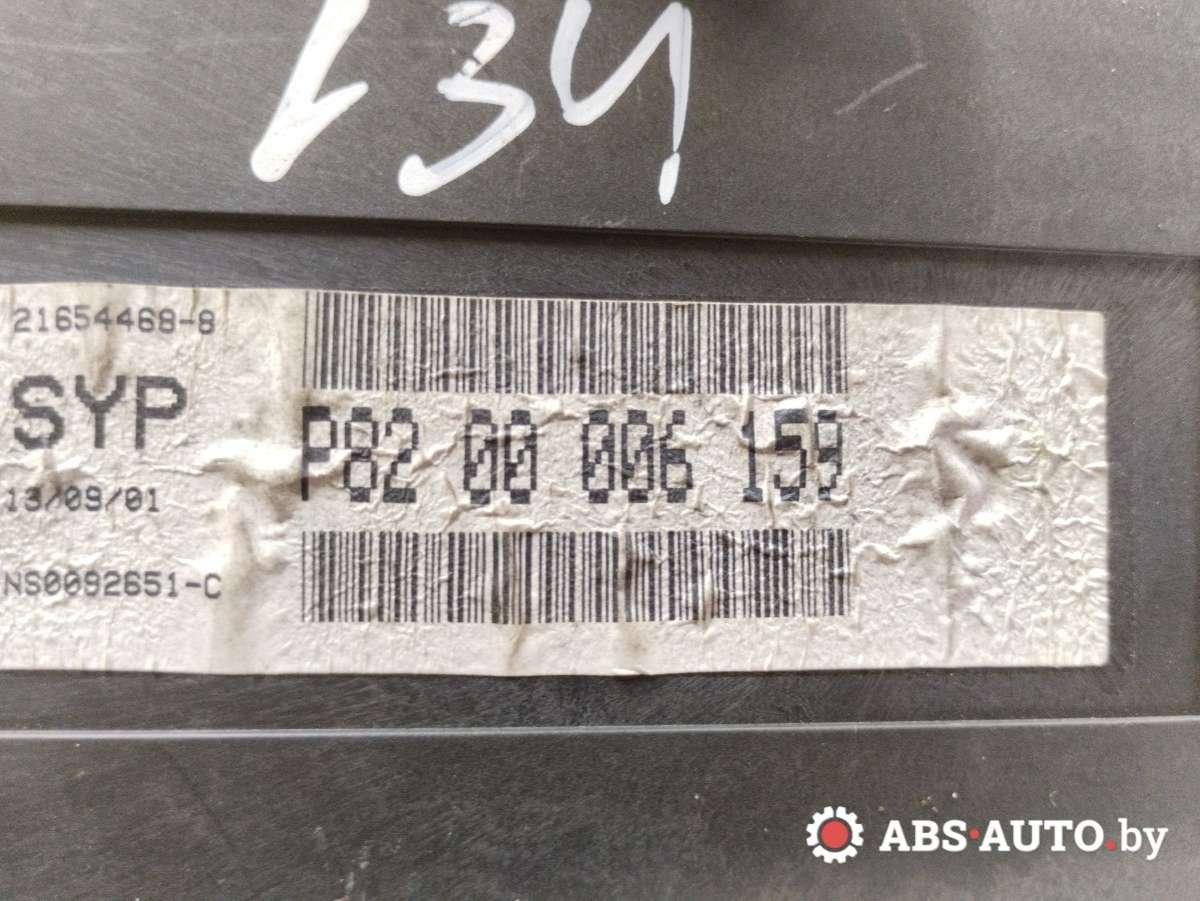 134
21654468-8
SYP
P82 00 006 159
13/09/01
NS0092651-C
ABS·AUTO.by